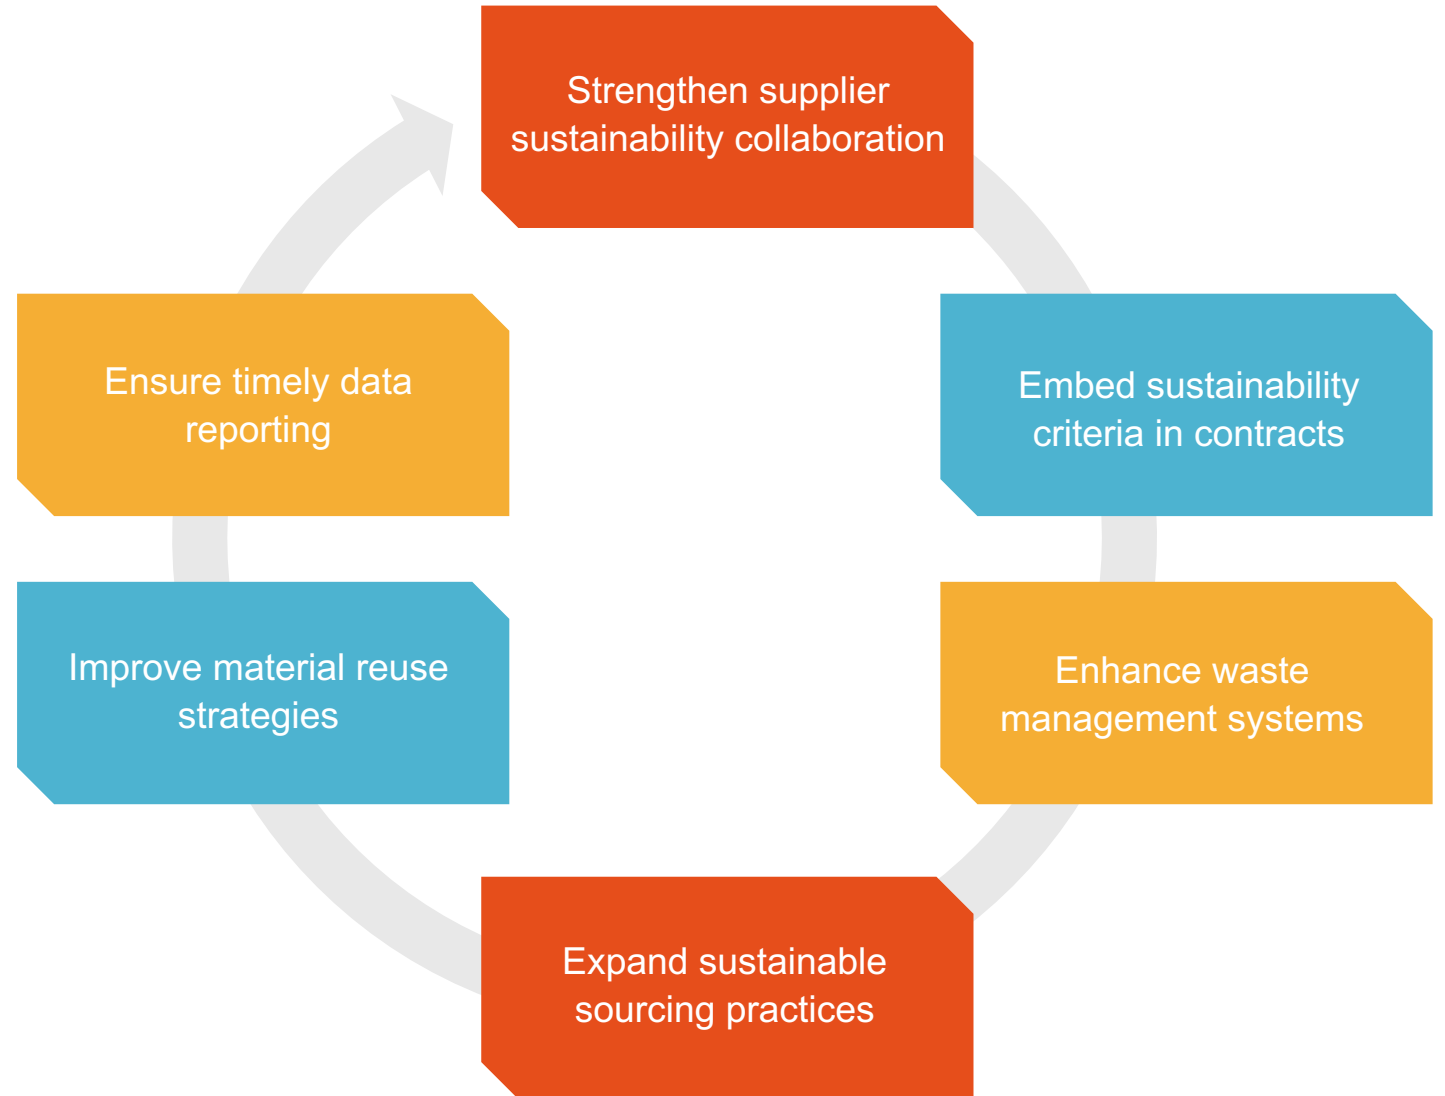 Strengthen supplier
sustainability collaboration
Embed sustainability
criteria in contracts
Enhance waste
management systems
Expand sustainable
sourcing practices
Improve material reuse
strategies
Ensure timely data
reporting